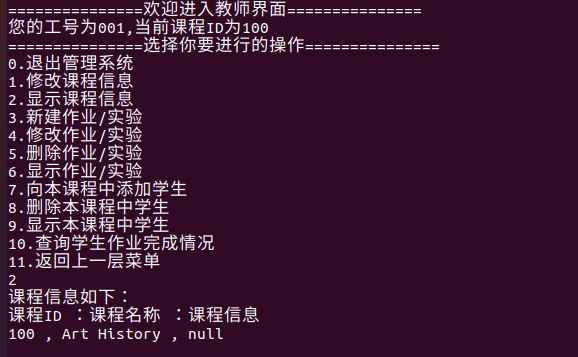 ===============欢迎进入教师界面===============
您的工号为001,当前课程ID为100
===============选择你要进行的操作===============
0.退出管理系统
1.修改课程信息
2.显示课程信息
3.新建作业/实验
4.修改作业/实验
5.删除作业/实验
6.显示作业/实验
7.向本课程中添加学生
8.删除本课程中学生
9.显示本课程中学生
10.查询学生作业完成情况
11.返回上一层菜单
2
课程信息如下：
课程ID ：课程名称 ：课程信息
100 , Art History , null